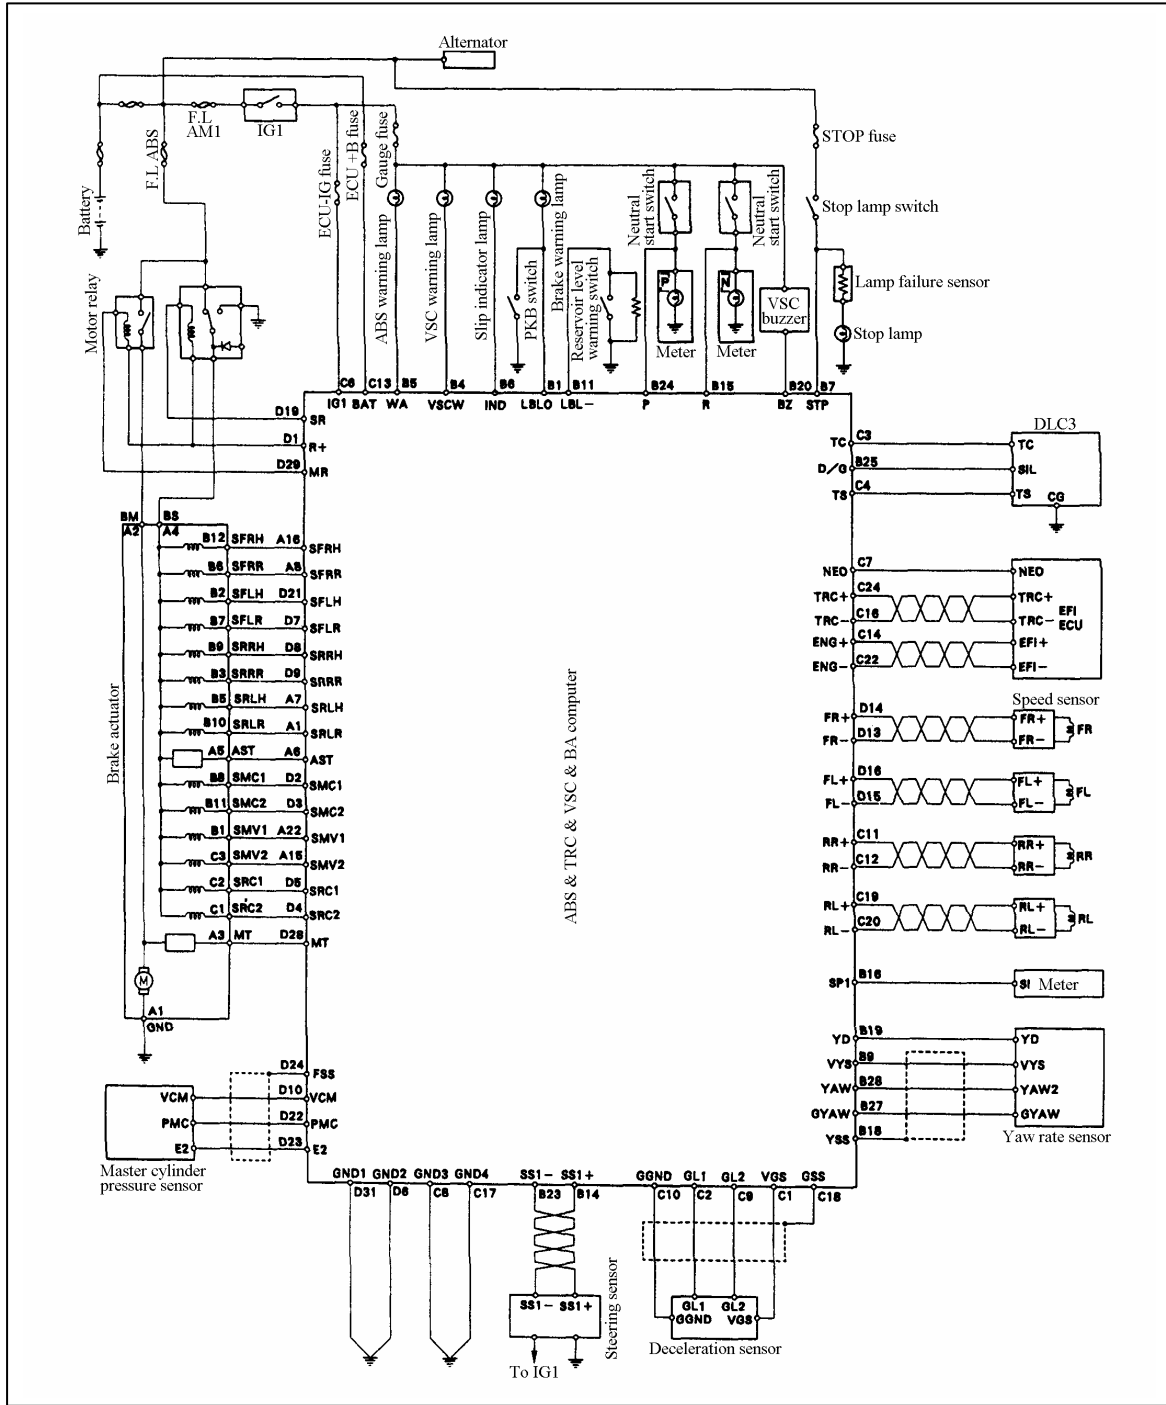 Alternator
F.L
AM1
IG1
F.L ABS
Battery
ECU-IG fuse
ECU +B fuse
Gauge fuse
STOP fuse
ABS warning lamp
VSC warning lamp
Slip indicator lamp
PKB switch
Brake warning lamp
Reservoir level
warning switch
Neutral
start switch
Neutral
start switch
Stop lamp switch
Lamp failure sensor
Stop lamp
P
Meter
N
Meter
VSC
buzzer
Motor relay
C6 C13 B5 B4 B6 B1 B11 B24 B15 B20 B7
IG1 BAT WA VSCW IND LBLO LBL- P R BZ STP
D19 SR
D1 R+
D29 MR
BM BS
A2 A4
B12 SFRH A16 SFRH
B6 SFRR A8 SFRR
B2 SFLH D21 SFLH
B7 SFLR D7 SFLR
B9 SRRH D8 SRRH
B3 SRRR D9 SRRR
B5 SRLH A7 SRLH
B10 SRLR A1 SRLR
A5 AST A6 AST
B8 SMC1 D2 SMC1
B11 SMC2 D3 SMC2
B1 SMV1 A22 SMV1
C3 SMV2 A15 SMV2
C2 SRC1 D5 SRC1
C1 SRC2 D4 SRC2
A3 MT D28 MT
M
A1
GND
Brake actuator
ABS & TRC & VSC & BA computer
DLC3
TC C3 TC
D/G B25 SIL
TS C4 TS
CG
NEO C7 NEO
TRC+ C24 TRC+
TRC- C16 TRC-
ENG+ C14 EFI+
ENG- C22 EFI-
EFI
ECU
Speed sensor
FR+ D14 FR+
FR- D13 FR-
FR
FL+ D16 FL+
FL- D15 FL-
FL
RR+ C11 RR+
RR- C12 RR-
RR
RL+ C19 RL+
RL- C20 RL-
RL
SP1 B16 SI Meter
YD B19 YD
VYS B9 VYS
YAW B28 YAW2
GYAW B27 GYAW
YSS B18
Yaw rate sensor
D24 FSS
VCM D10 VCM
PMC D22 PMC
E2 D23 E2
Master cylinder
pressure sensor
GND1 GND2 GND3 GND4 SS1- SS1+ GGND GL1 GL2 VGS GSS
D31 D6 C8 C17 B23 B14 C10 C2 C9 C1 C18
SS1- SS1+
Steering sensor
To IG1
GL1 GL2
GGND VGS
Deceleration sensor